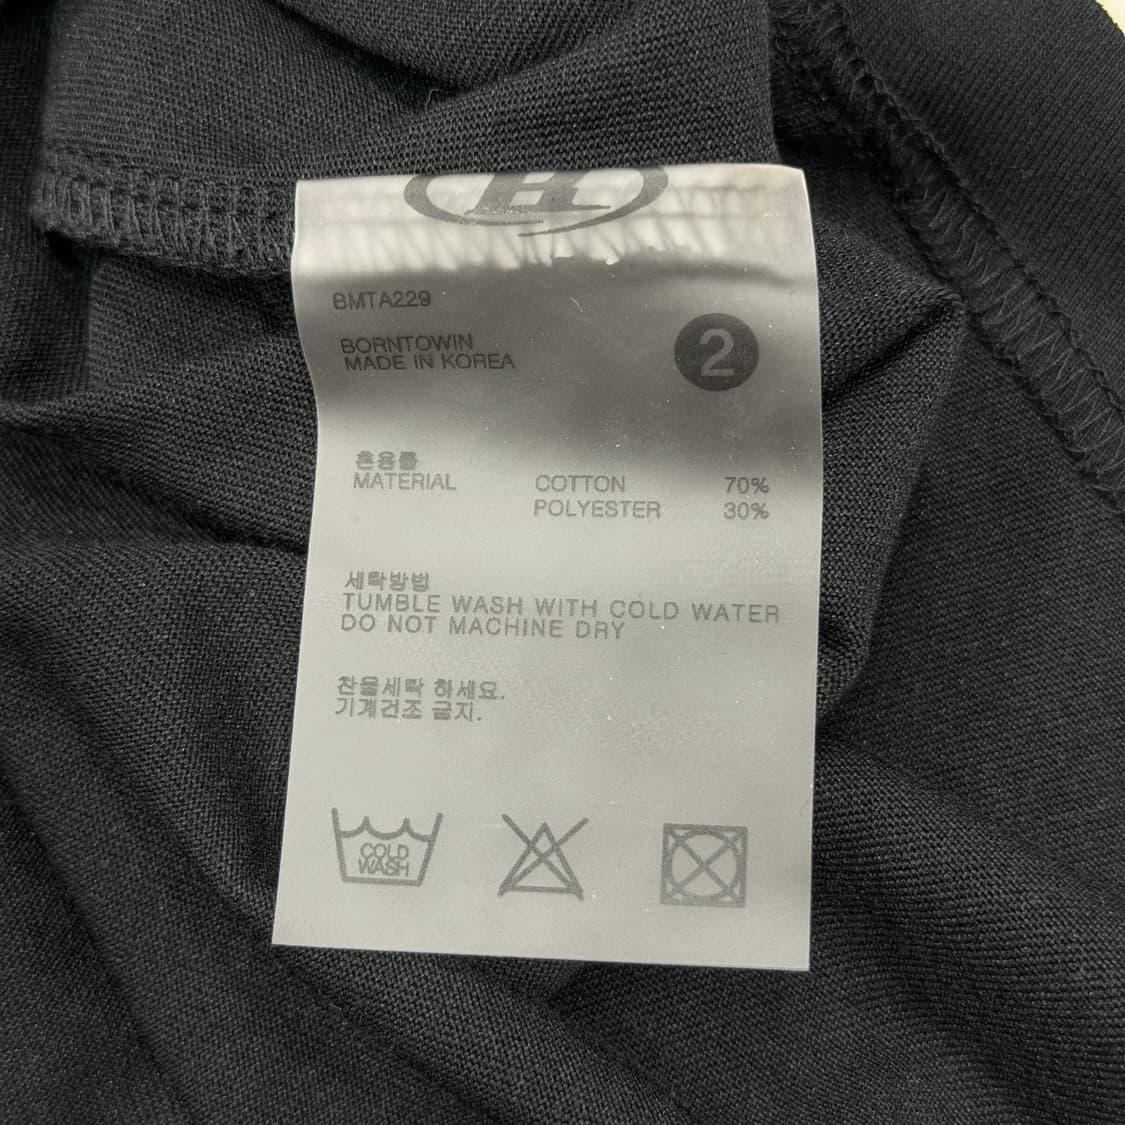 BMTA229
BORNTOWIN
MADE IN KOREA
2
혼용률
MATERIAL COTTON 70%
POLYESTER 30%
세탁방법
TUMBLE WASH WITH COLD WATER
DO NOT MACHINE DRY
찬물세탁 하세요.
기계건조 금지.
COLD
WASH